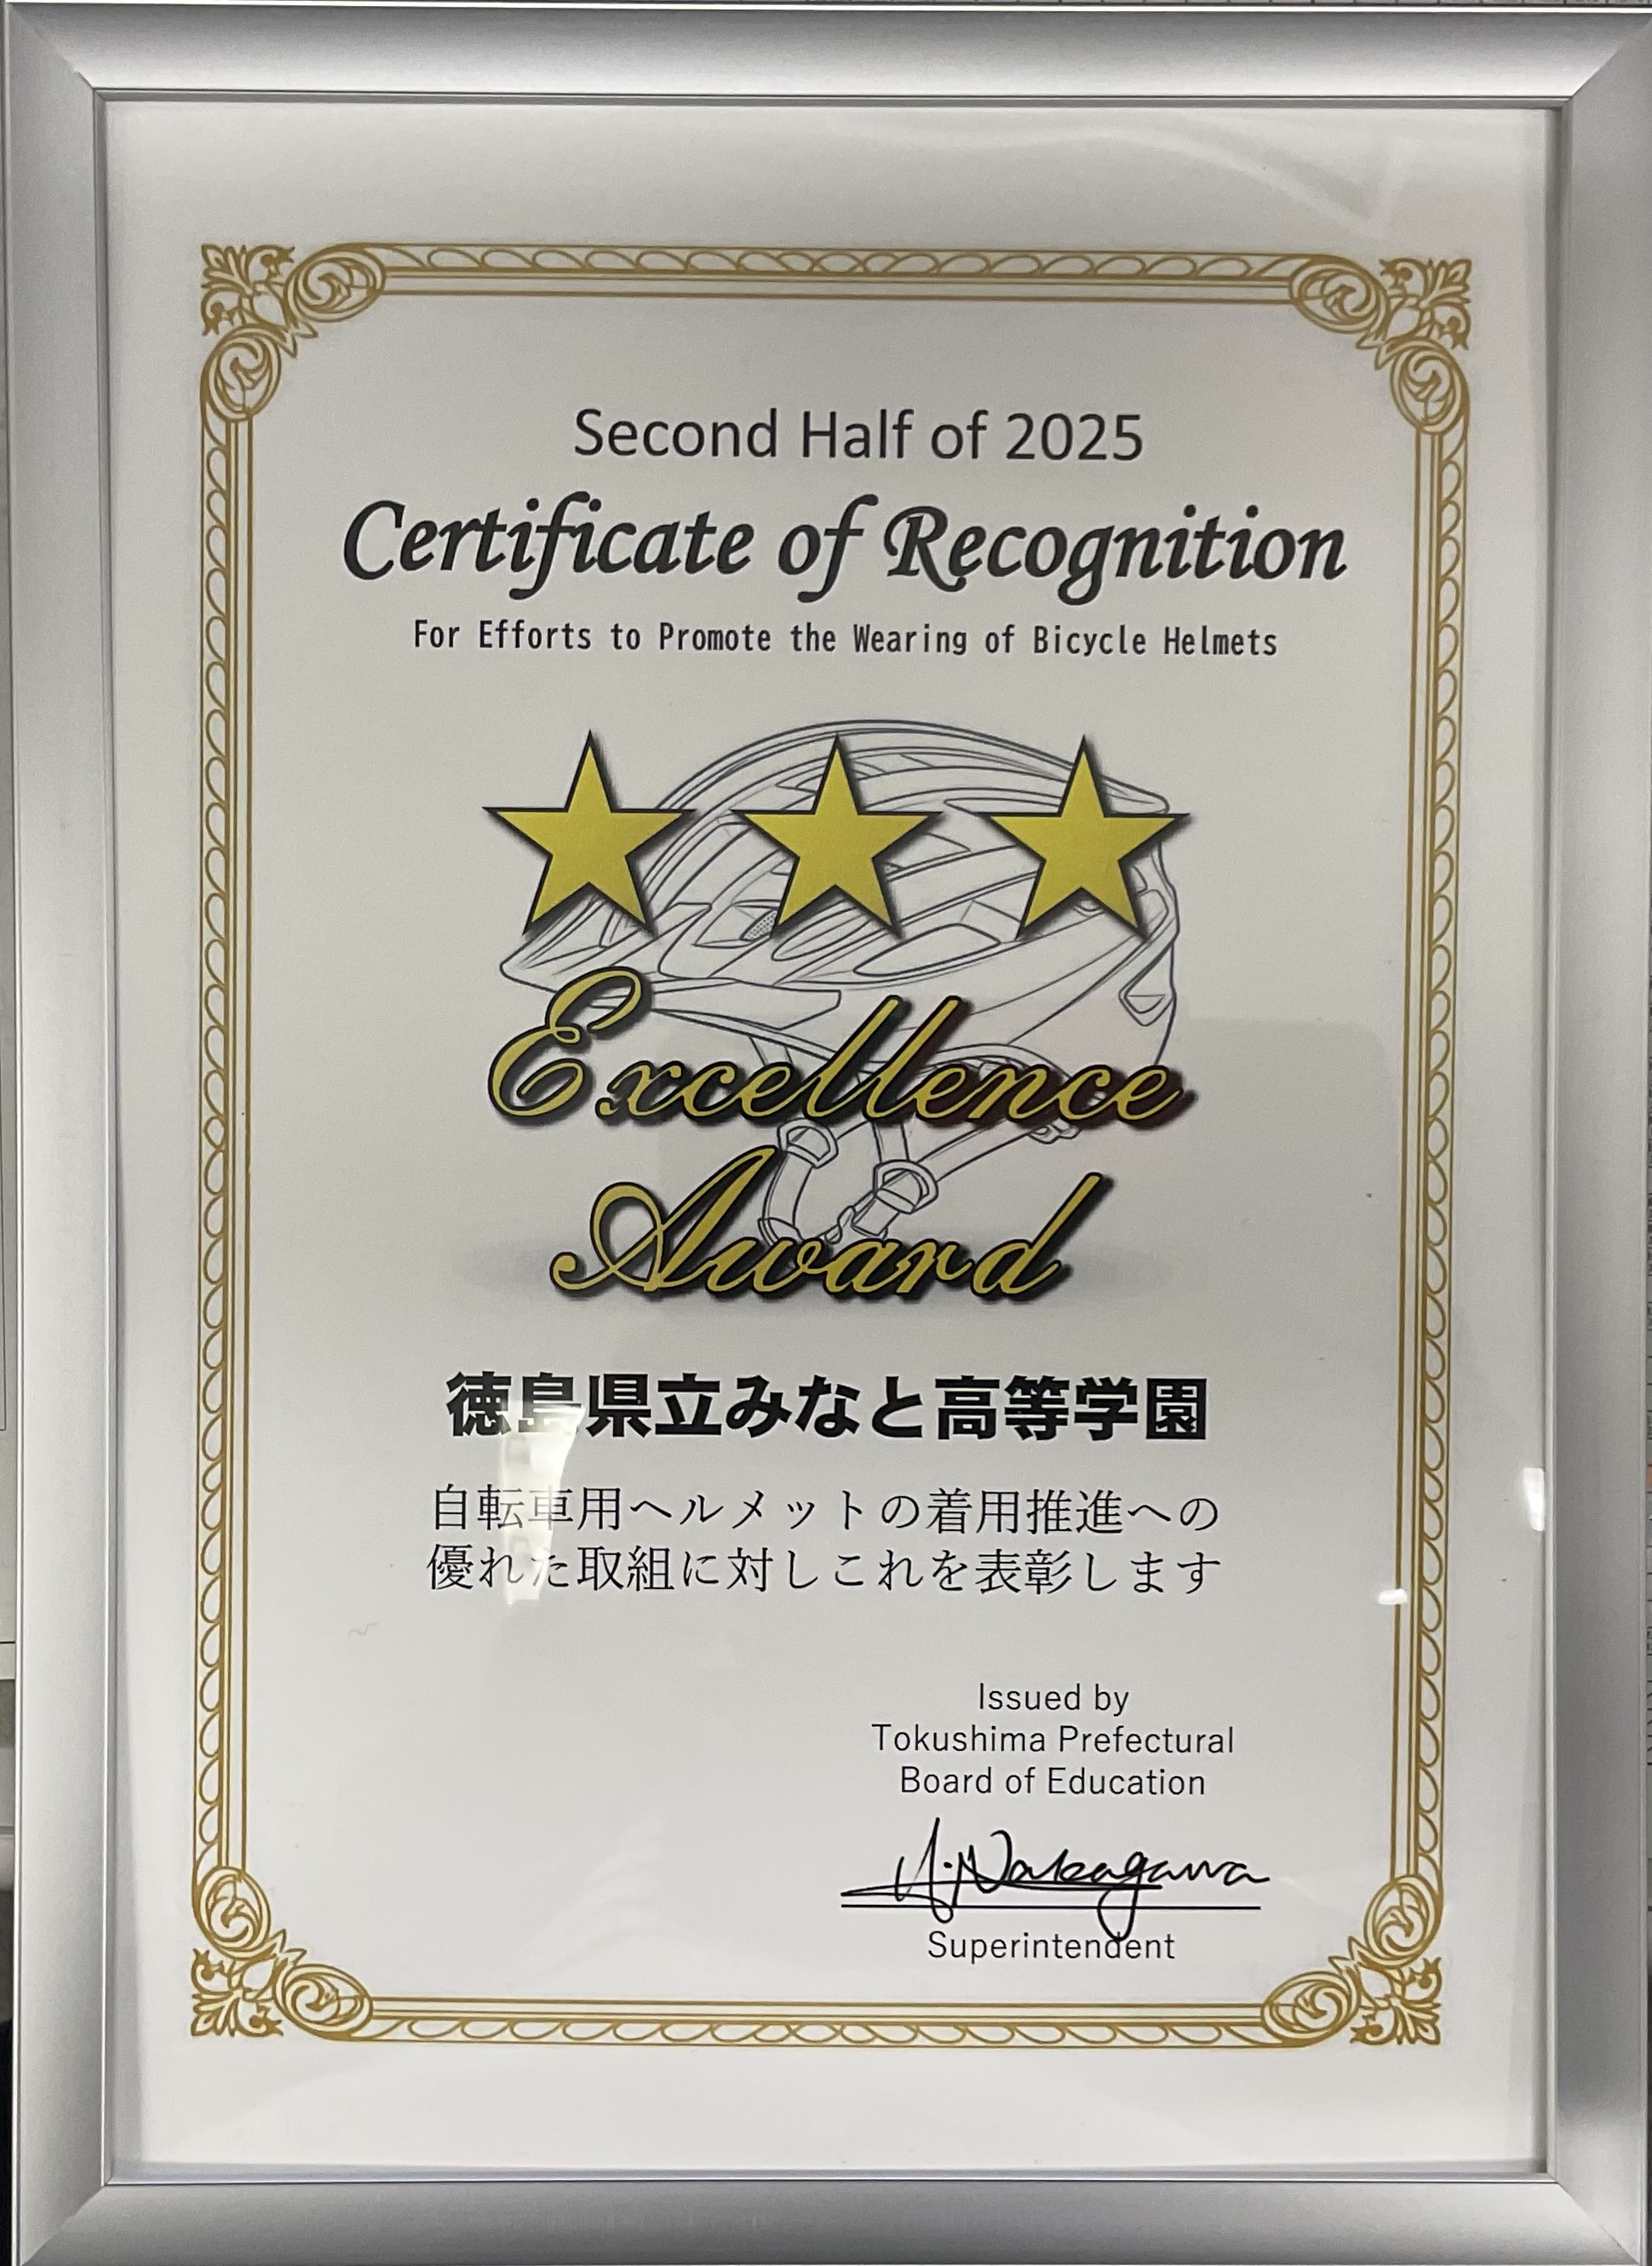 Second Half of 2025
Certificate of Recognition
For Efforts to Promote the Wearing of Bicycle Helmets
Excellence
Award
徳島県立みなと高等学園
自転車用ヘルメットの着用推進への
優れた取組に対しこれを表彰します
Issued by
Tokushima Prefectural
Board of Education
Nakagawa
Superintendent